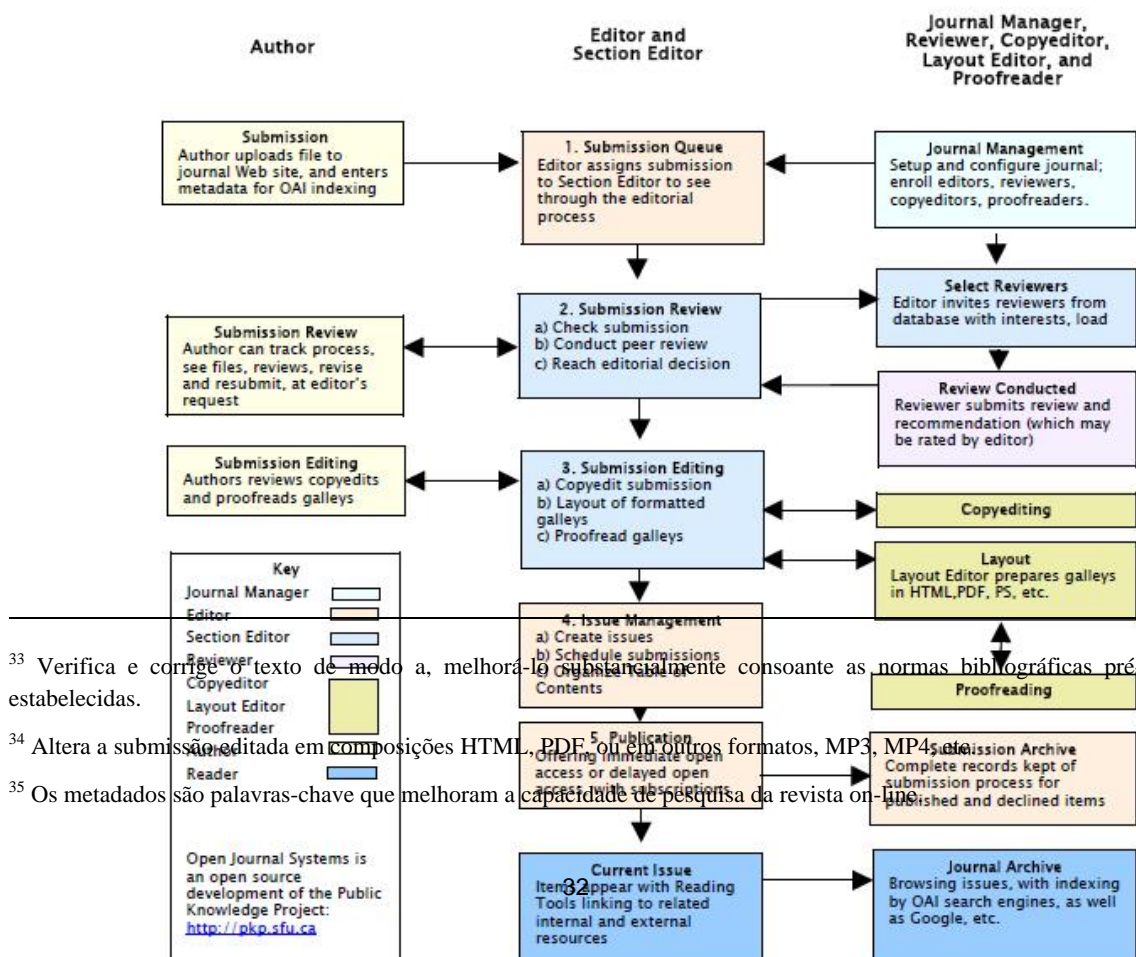 Author
Editor and
Section Editor
Journal Manager,
Reviewer, Copyeditor,
Layout Editor, and
Proofreader
Submission
Author uploads file to
journal Web site, and enters
metadata for OAI indexing
1. Submission Queue
Editor assigns submission
to Section Editor to see
through the editorial
process
Journal Management
Setup and configure journal;
enroll editors, reviewers,
copyeditors, proofreaders.
Submission Review
Author can track process,
see files, reviews, revise
and resubmit, at editor's
request
2. Submission Review
a) Check submission
b) Conduct peer review
c) Reach editorial decision
Select Reviewers
Editor invites reviewers from
database with interests, load
Review Conducted
Reviewer submits review and
recommendation (which may
be rated by editor)
Submission Editing
Authors reviews copyedits
and proofreads galleys
3. Submission Editing
a) Copyedit submission
b) Layout of formatted
galleys
c) Proofread galleys
Copyediting
Layout
Layout Editor prepares galleys
in HTML,PDF, PS, etc.
Proofreading
Key
Journal Manager
Editor
Section Editor
Reviewer
Copyeditor
Layout Editor
Proofreader
Author
Reader
Open Journal Systems is
an open source
development of the Public
Knowledge Project:
http://pkp.sfu.ca
4. Issue Management
a) Create issues
b) Schedule submissions
c) Organize Table of
Contents
5. Publication
Offering immediate open
access or delayed open
access, with subscriptions
Submission Archive
Complete records kept of
submission process for
published and declined items
Current Issue
Items appear with Reading
Tools linking to related
internal and external
resources
Journal Archive
Browsing issues, with indexing
by OAI search engines, as well
as Google, etc.
33 Verifica e corrige o texto de modo a, melhorá-lo substancialmente consoante as normas bibliográficas pré
estabelecidas.
34 Altera a submissão editada em composições HTML, PDF, ou em outros formatos, MP3, MP4, etc.
35 Os metadados são palavras-chave que melhoram a capacidade de pesquisa da revista on-line.
32